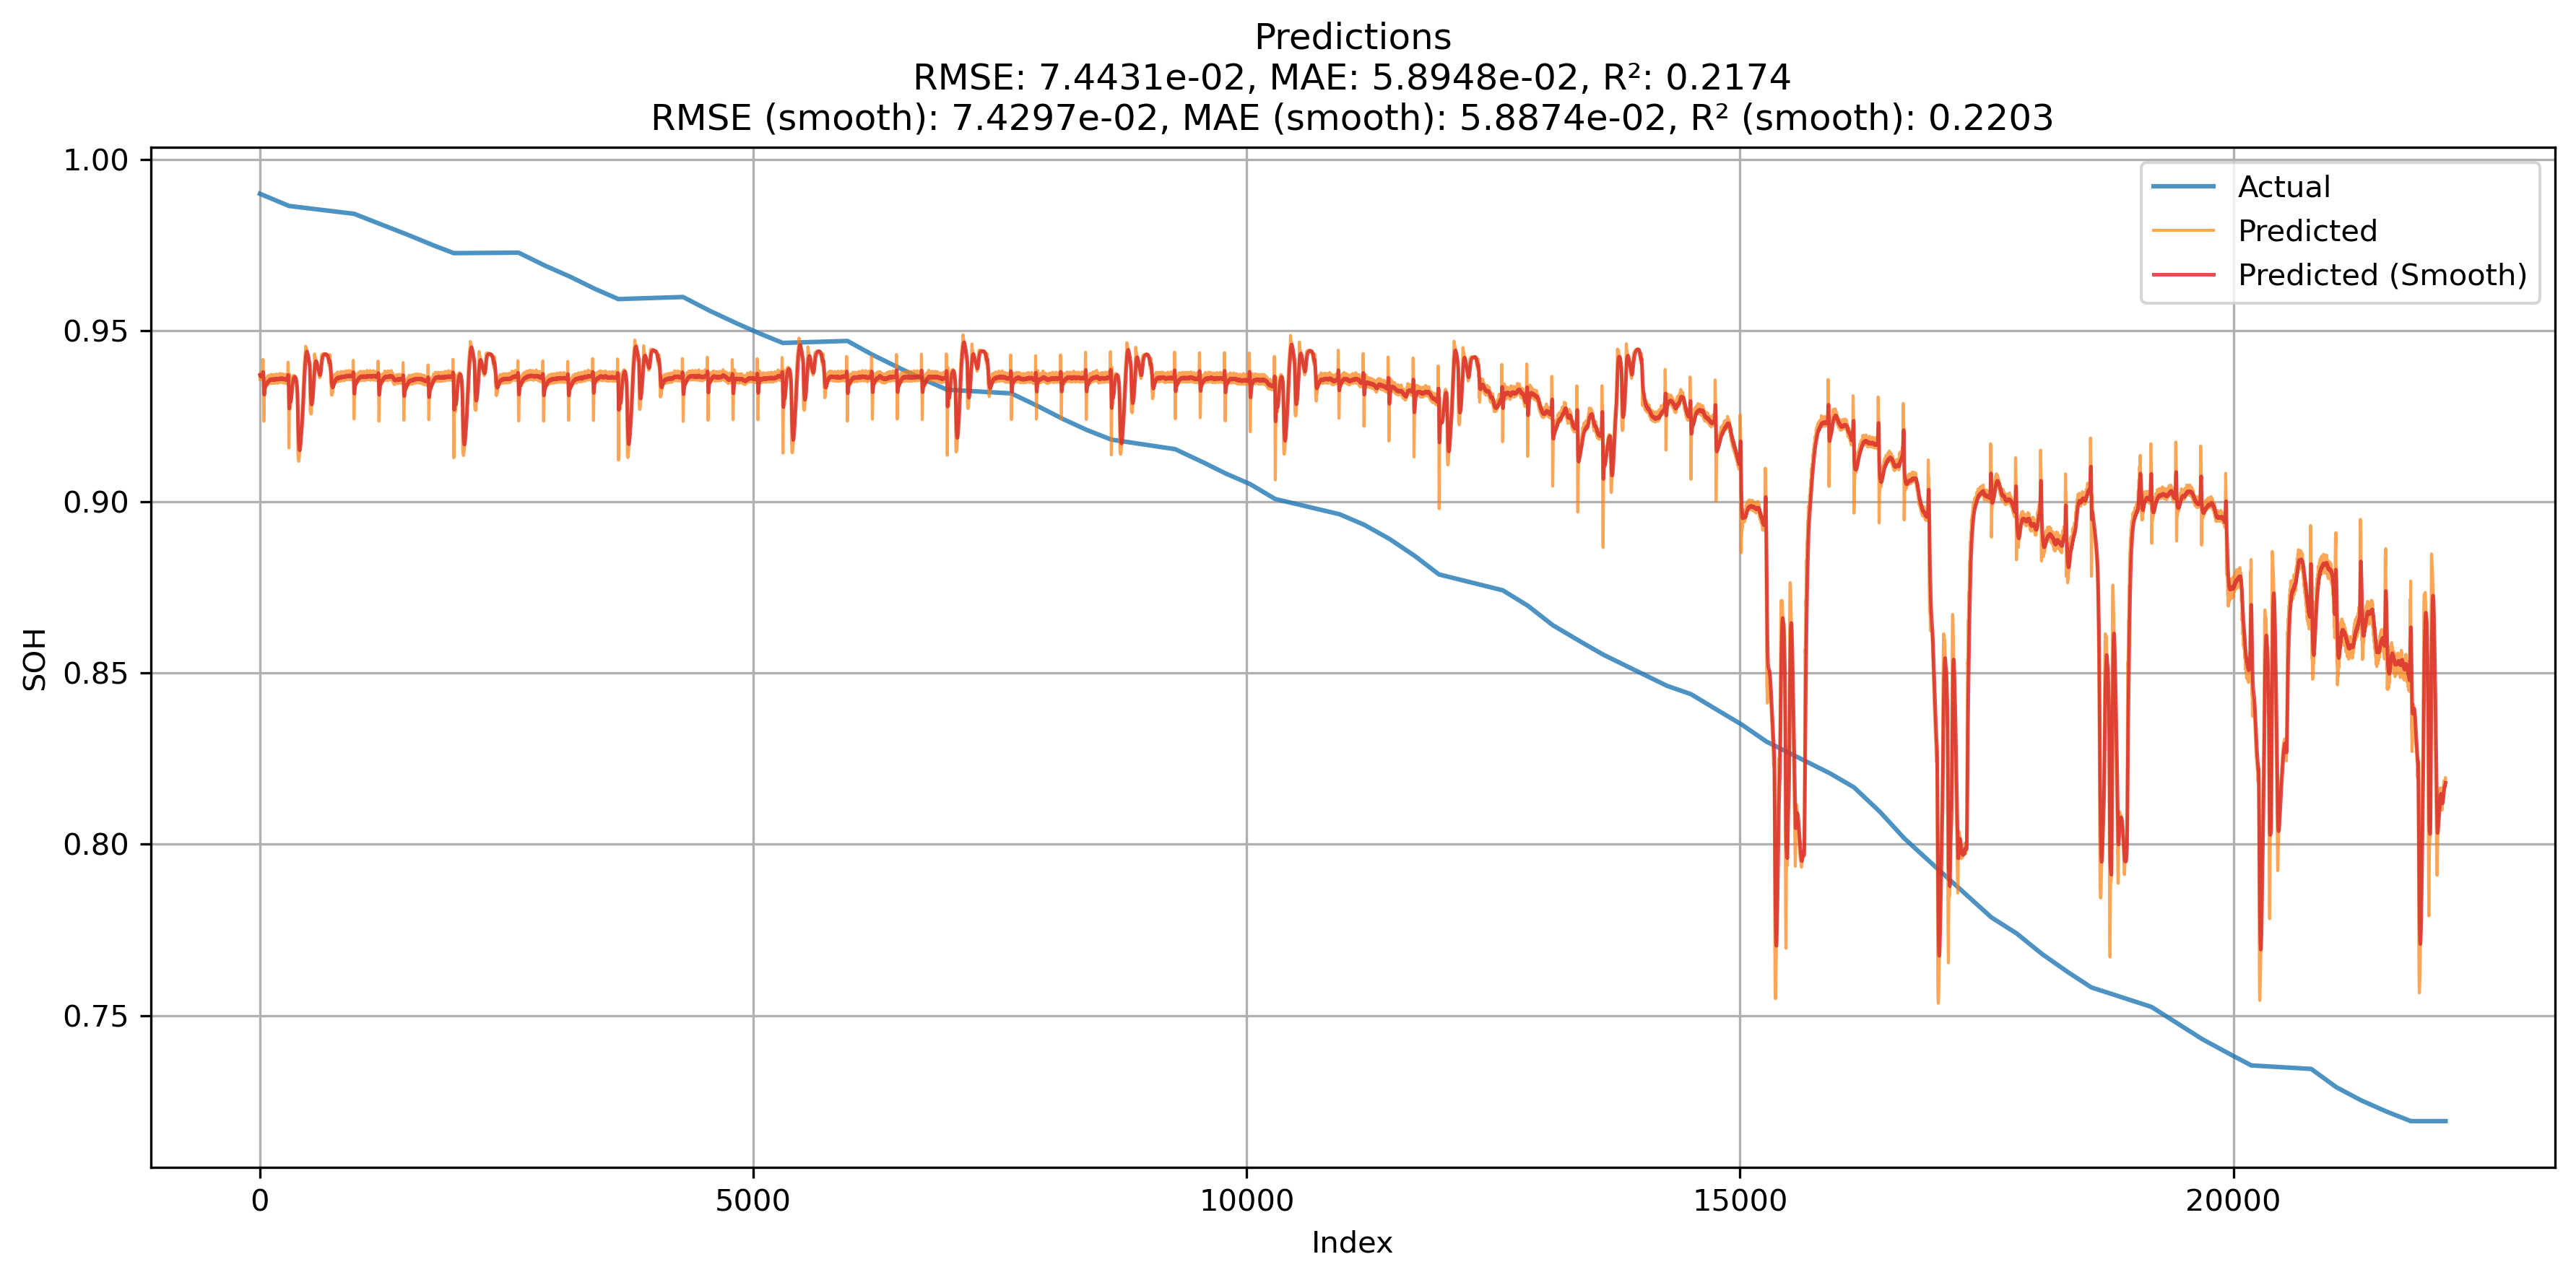 Predictions
RMSE: 7.4431e-02, MAE: 5.8948e-02, R²: 0.2174
RMSE (smooth): 7.4297e-02, MAE (smooth): 5.8874e-02, R² (smooth): 0.2203
1.00
0.95
0.90
0.85
0.80
0.75
SOH
Actual
Predicted
Predicted (Smooth)
0
5000
10000
15000
20000
Index